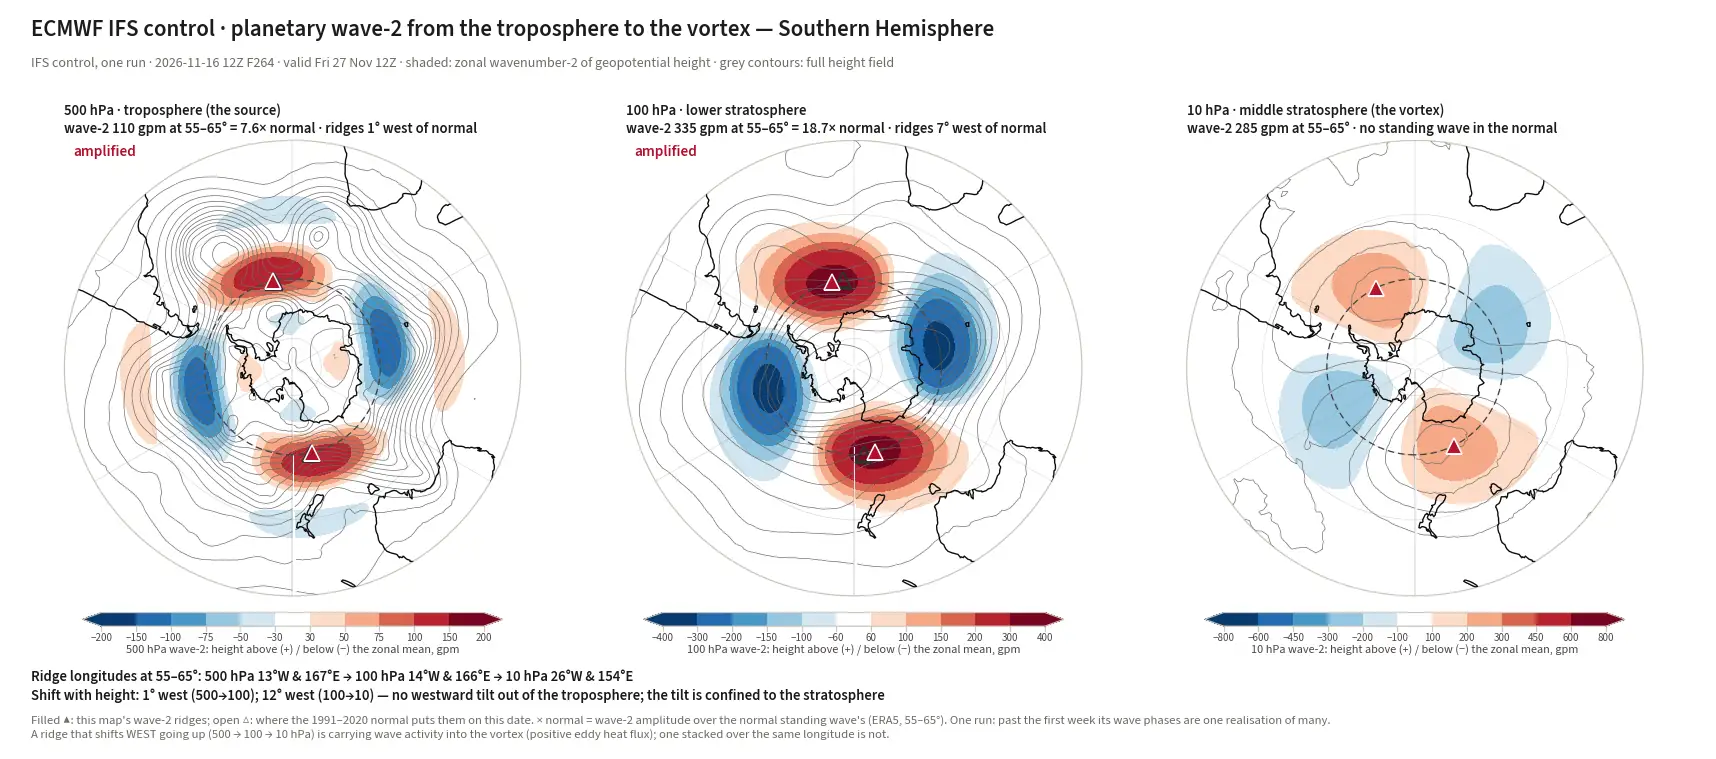 ECMWF IFS control · planetary wave-2 from the troposphere to the vortex — Southern Hemisphere
IFS control, one run · 2026-11-16 12Z F264 · valid Fri 27 Nov 12Z · shaded: zonal wavenumber-2 of geopotential height · grey contours: full height field
500 hPa · troposphere (the source)
wave-2 110 gpm at 55–65° = 7.6× normal · ridges 1° west of normal
amplified
100 hPa · lower stratosphere
wave-2 335 gpm at 55–65° = 18.7× normal · ridges 7° west of normal
amplified
10 hPa · middle stratosphere (the vortex)
wave-2 285 gpm at 55–65° · no standing wave in the normal
−200 −150 −100 −75 −50 −30 30 50 75 100 150 200
500 hPa wave-2: height above (+) / below (−) the zonal mean, gpm
−400 −300 −200 −150 −100 −60 60 100 150 200 300 400
100 hPa wave-2: height above (+) / below (−) the zonal mean, gpm
−800 −600 −450 −300 −200 −100 100 200 300 450 600 800
10 hPa wave-2: height above (+) / below (−) the zonal mean, gpm
Ridge longitudes at 55–65°: 500 hPa 13°W & 167°E → 100 hPa 14°W & 166°E → 10 hPa 26°W & 154°E
Shift with height: 1° west (500→100); 12° west (100→10) — no westward tilt out of the troposphere; the tilt is confined to the stratosphere
Filled ▲: this map's wave-2 ridges; open △: where the 1991–2020 normal puts them on this date. × normal = wave-2 amplitude over the normal standing wave's (ERA5, 55–65°). One run: past the first week its wave phases are one realisation of many.
A ridge that shifts WEST going up (500 → 100 → 10 hPa) is carrying wave activity into the vortex (positive eddy heat flux); one stacked over the same longitude is not.